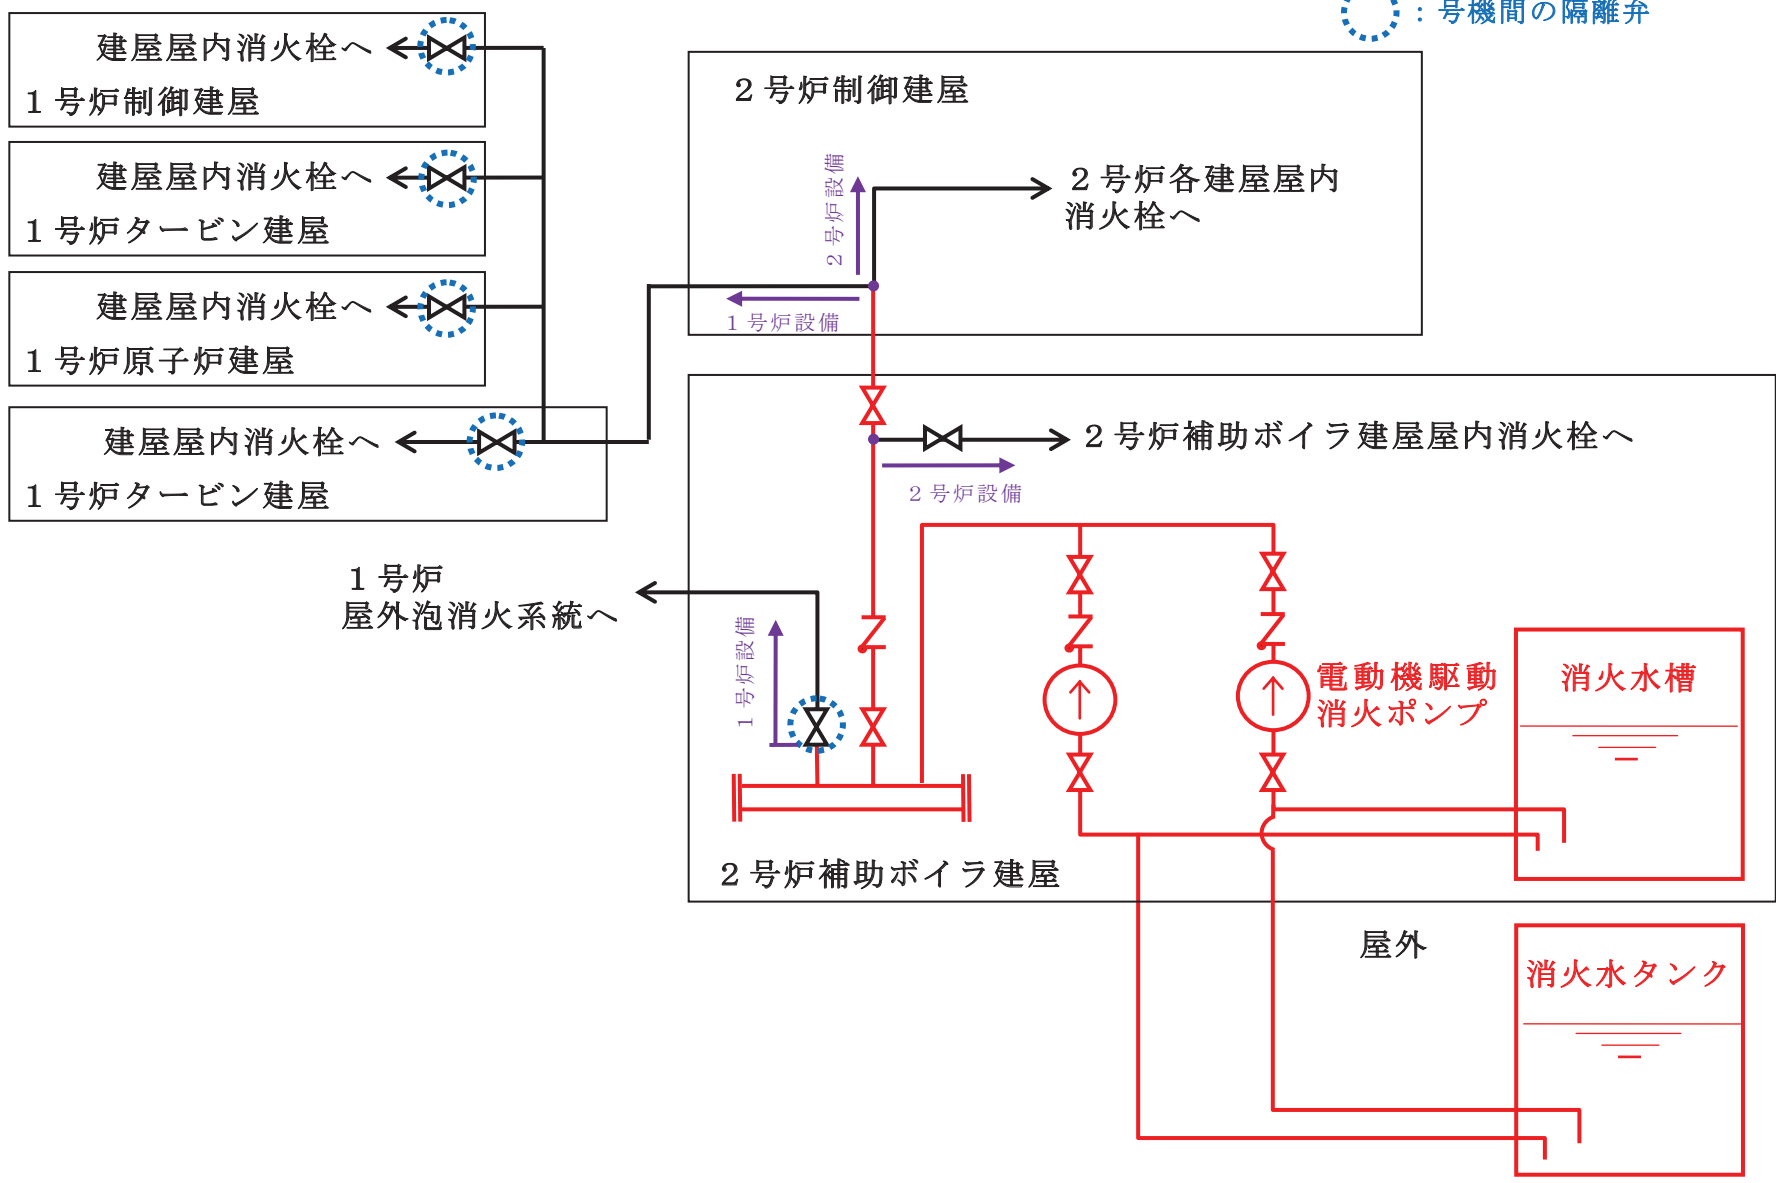 ：号機間の隔離弁
建屋屋内消火栓へ
1号炉制御建屋
建屋屋内消火栓へ
1号炉タービン建屋
建屋屋内消火栓へ
1号炉原子炉建屋
建屋屋内消火栓へ
1号炉タービン建屋
2号炉制御建屋
2号炉設備
2号炉各建屋屋内
消火栓へ
1号炉設備
2号炉補助ボイラ建屋屋内消火栓へ
2号炉設備
1号炉
屋外泡消火系統へ
1号炉設備
電動機駆動
消火ポンプ
消火水槽
2号炉補助ボイラ建屋
屋外
消火水タンク